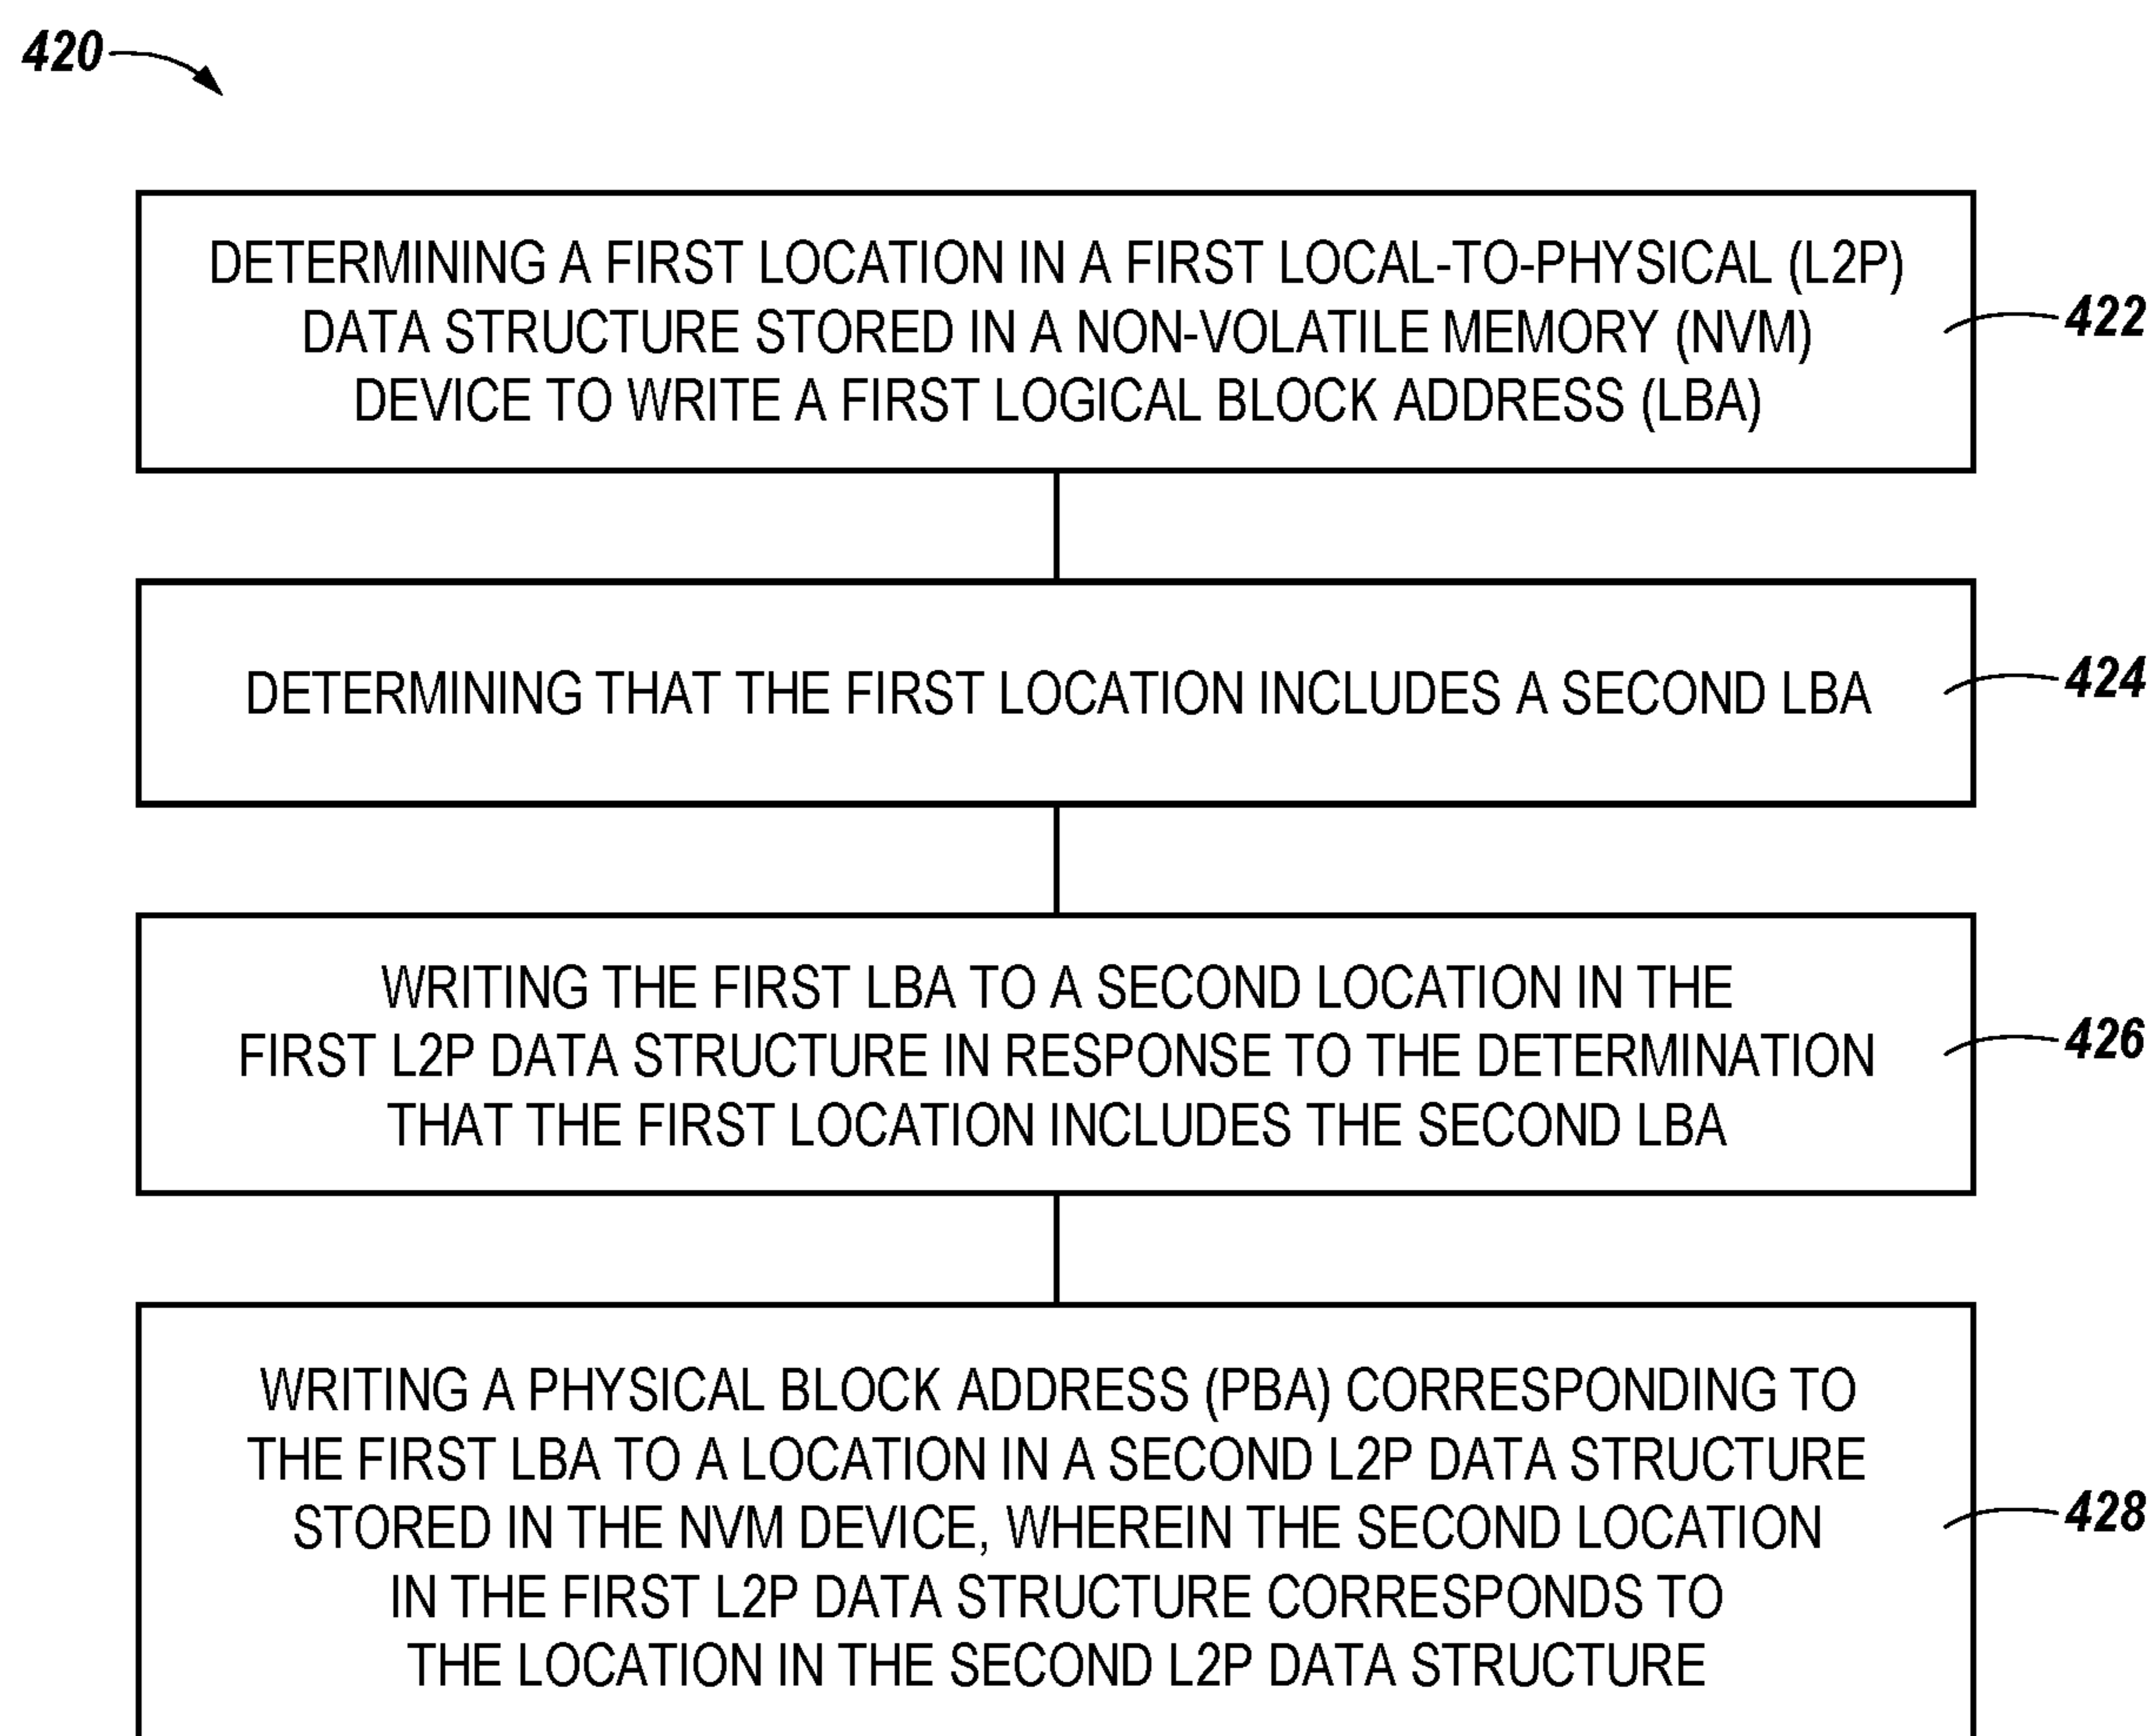 420
DETERMINING A FIRST LOCATION IN A FIRST LOCAL-TO-PHYSICAL (L2P)
DATA STRUCTURE STORED IN A NON-VOLATILE MEMORY (NVM)
DEVICE TO WRITE A FIRST LOGICAL BLOCK ADDRESS (LBA)
422
DETERMINING THAT THE FIRST LOCATION INCLUDES A SECOND LBA
424
WRITING THE FIRST LBA TO A SECOND LOCATION IN THE
FIRST L2P DATA STRUCTURE IN RESPONSE TO THE DETERMINATION
THAT THE FIRST LOCATION INCLUDES THE SECOND LBA
426
WRITING A PHYSICAL BLOCK ADDRESS (PBA) CORRESPONDING TO
THE FIRST LBA TO A LOCATION IN A SECOND L2P DATA STRUCTURE
STORED IN THE NVM DEVICE, WHEREIN THE SECOND LOCATION
IN THE FIRST L2P DATA STRUCTURE CORRESPONDS TO
THE LOCATION IN THE SECOND L2P DATA STRUCTURE
428